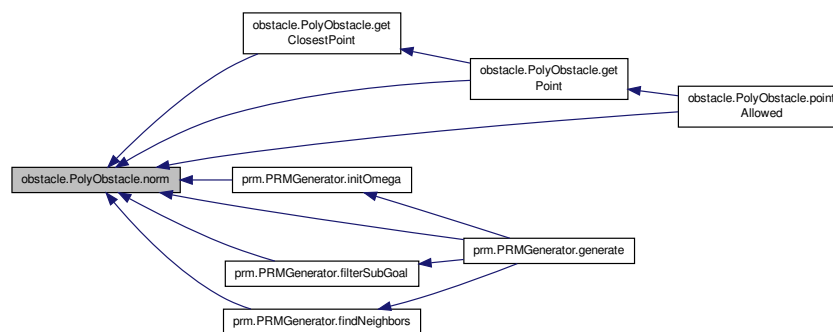 obstacle.PolyObstacle.get
ClosestPoint
obstacle.PolyObstacle.get
Point
obstacle.PolyObstacle.point
Allowed
obstacle.PolyObstacle.norm
prm.PRMGenerator.initOmega
prm.PRMGenerator.generate
prm.PRMGenerator.filterSubGoal
prm.PRMGenerator.findNeighbors